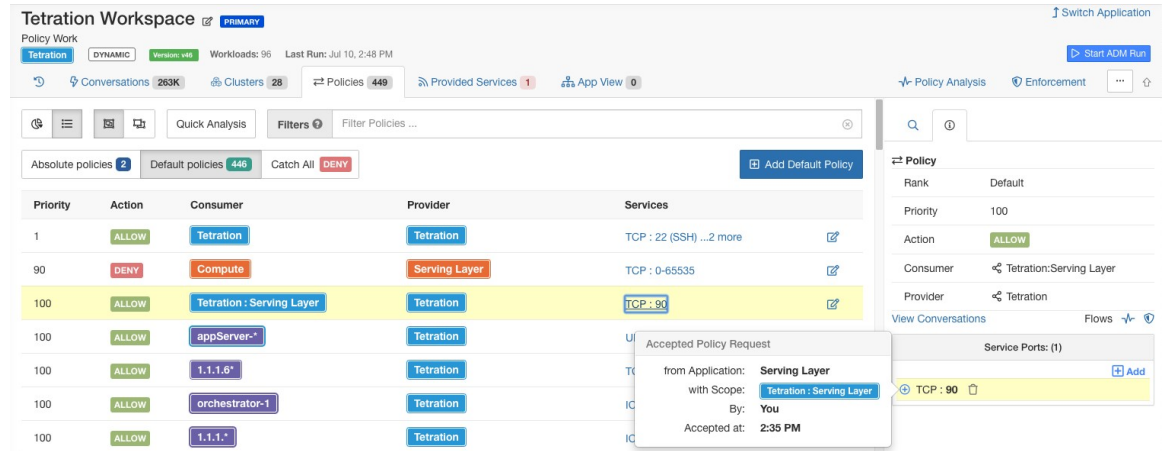 Tetration Workspace PRIMARY
Switch Application
Policy Work
Tetration DYNAMIC Version: v46 Workloads: 96 Last Run: Jul 10, 2:48 PM
Start ADM Run
Conversations 263K Clusters 28 Policies 449 Provided Services 1 App View 0 Policy Analysis Enforcement ...
Quick Analysis Filters Filter Policies ...
Absolute policies 2 Default policies 446 Catch All DENY Add Default Policy
Priority Action Consumer Provider Services
1 ALLOW Tetration Tetration TCP : 22 (SSH) ...2 more
90 DENY Compute Serving Layer TCP : 0-65535
100 ALLOW Tetration : Serving Layer Tetration TCP : 90
100 ALLOW appServer-* Tetration
100 ALLOW 1.1.1.6* Tetration
100 ALLOW orchestrator-1 Tetration
100 ALLOW 1.1.1.* Tetration
Accepted Policy Request
from Application: Serving Layer
with Scope: Tetration : Serving Layer
By: You
Accepted at: 2:35 PM
Policy
Rank Default
Priority 100
Action ALLOW
Consumer Tetration:Serving Layer
Provider Tetration
View Conversations Flows
Service Ports: (1)
Add
TCP : 90